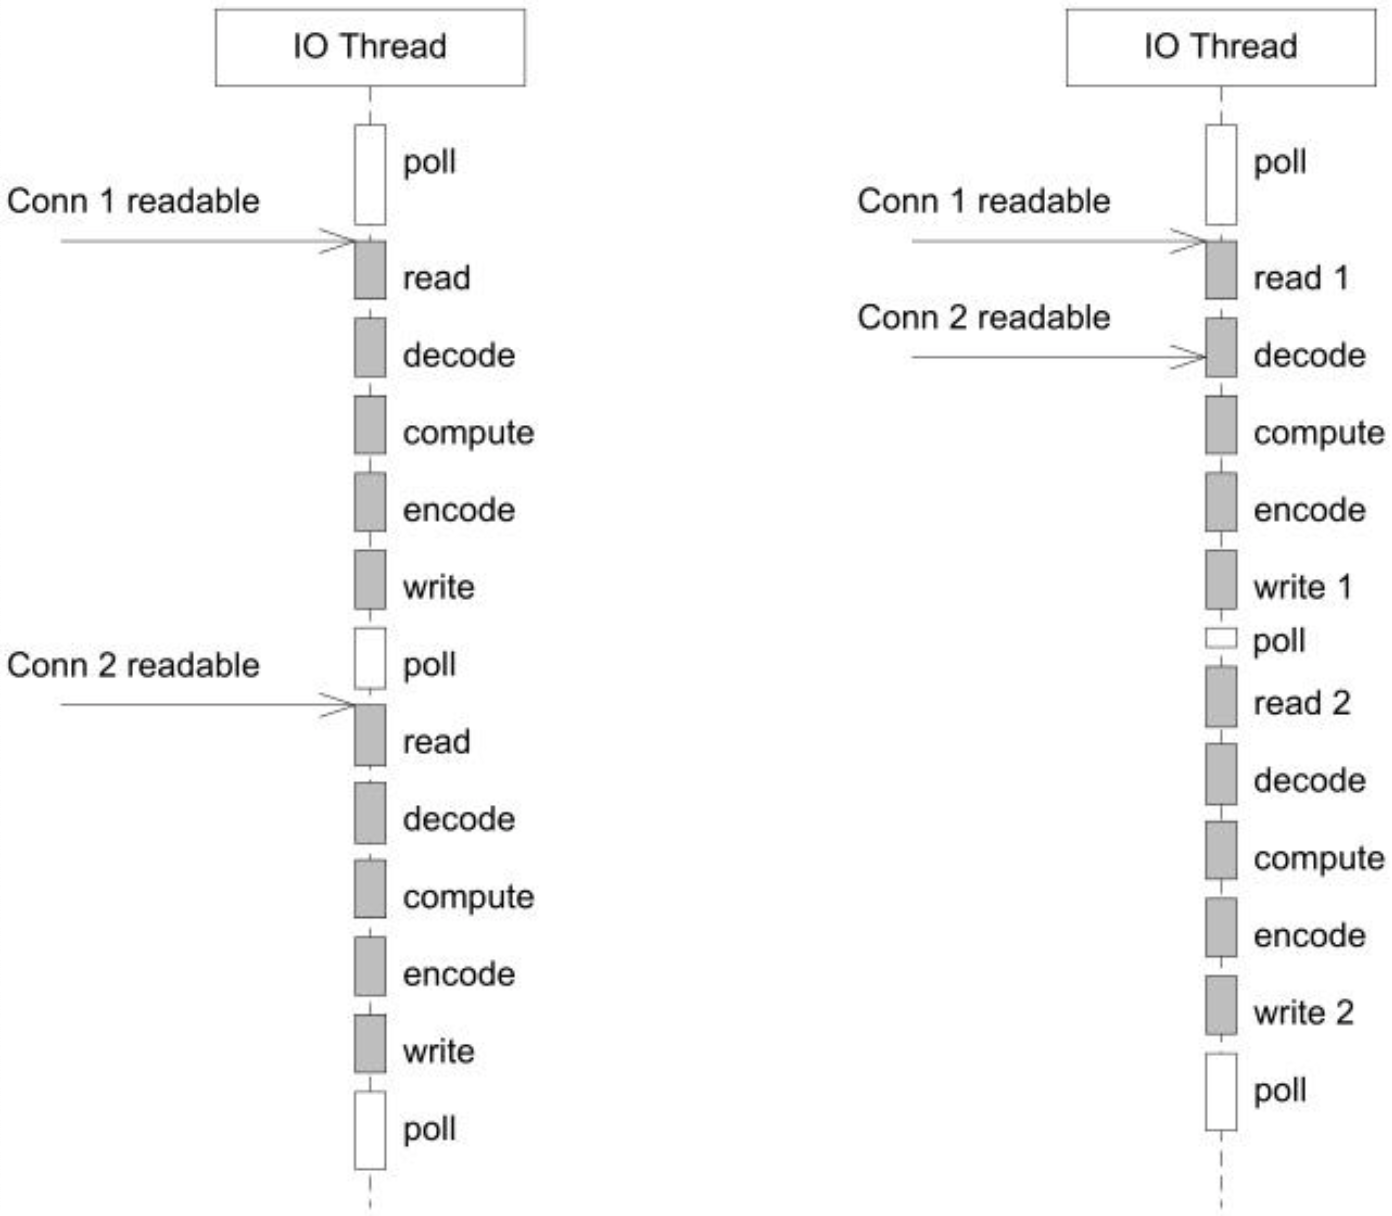 IO Thread
poll
Conn 1 readable
read
decode
compute
encode
write
poll
Conn 2 readable
read
decode
compute
encode
write
poll
IO Thread
poll
Conn 1 readable
read 1
Conn 2 readable
decode
compute
encode
write 1
poll
read 2
decode
compute
encode
write 2
poll